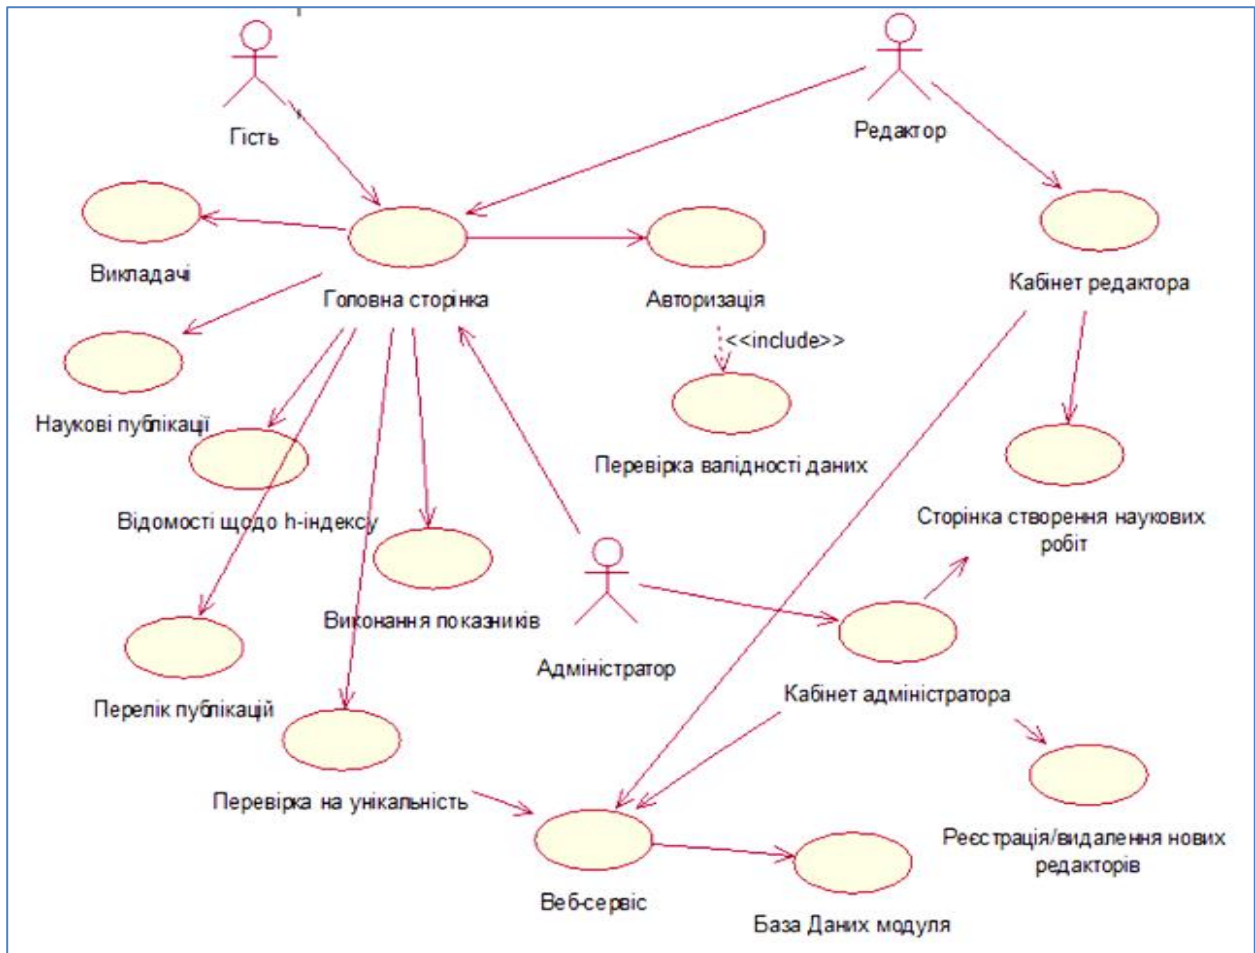 Гість
Редактор
Викладачі
Головна сторінка
Авторизація
Кабінет редактора
<<include>>
Наукові публікації
Перевірка валідності даних
Відомості щодо h-індексу
Сторінка створення наукових
робіт
Виконання показників
Адміністратор
Кабінет адміністратора
Перелік публікацій
Перевірка на унікальність
Реєстрація/видалення нових
редакторів
Веб-сервіс
База Даних модуля